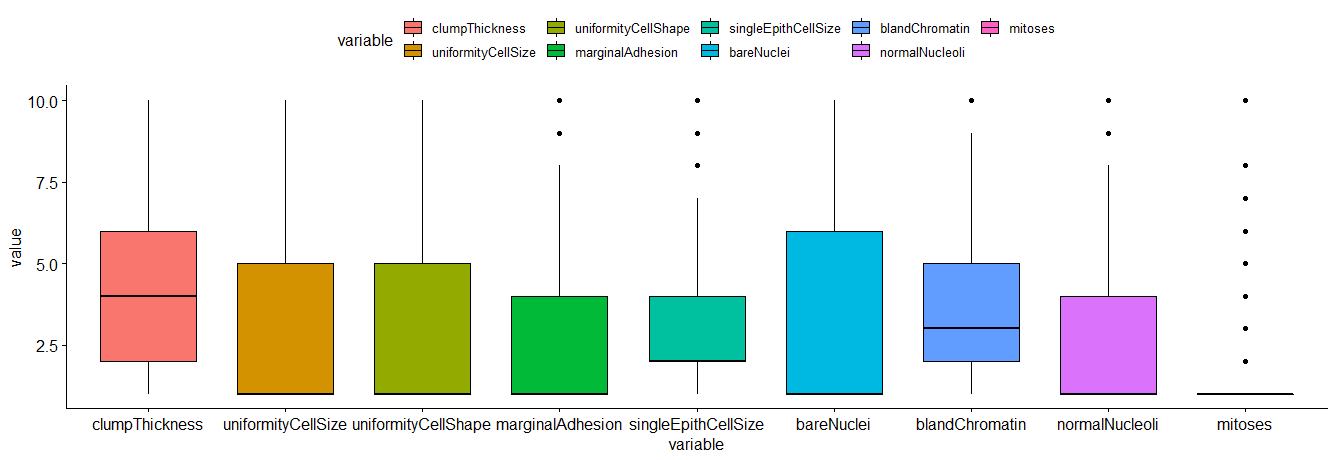 variable
clumpThickness uniformityCellShape singleEpithCellSize blandChromatin mitoses
uniformityCellSize marginalAdhesion bareNuclei normalNucleoli
value
10.0
7.5
5.0
2.5
clumpThickness uniformityCellSize uniformityCellShape marginalAdhesion singleEpithCellSize bareNuclei blandChromatin normalNucleoli mitoses
variable